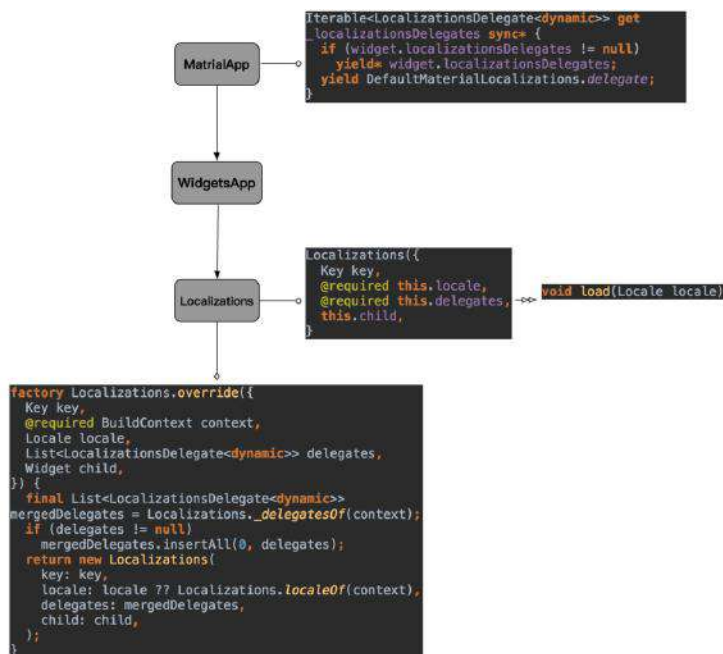 MatrialApp
Iterable<LocalizationsDelegate<dynamic>> get
_localizationsDelegates sync* {
if (widget.localizationsDelegates != null)
yield* widget.localizationsDelegates;
yield DefaultMaterialLocalizations.delegate;
}
WidgetsApp
Localizations
Localizations({
Key key,
@required this.locale,
@required this.delegates,
this.child,
}
void load(Locale locale)
factory Localizations.override({
Key key,
@required BuildContext context,
Locale locale,
List<LocalizationsDelegate<dynamic>> delegates,
Widget child,
}) {
final List<LocalizationsDelegate<dynamic>>
mergedDelegates = Localizations._delegatesOf(context);
if (delegates != null)
mergedDelegates.insertAll(0, delegates);
return new Localizations(
key: key,
locale: locale ?? Localizations.localeOf(context),
delegates: mergedDelegates,
child: child,
);
}